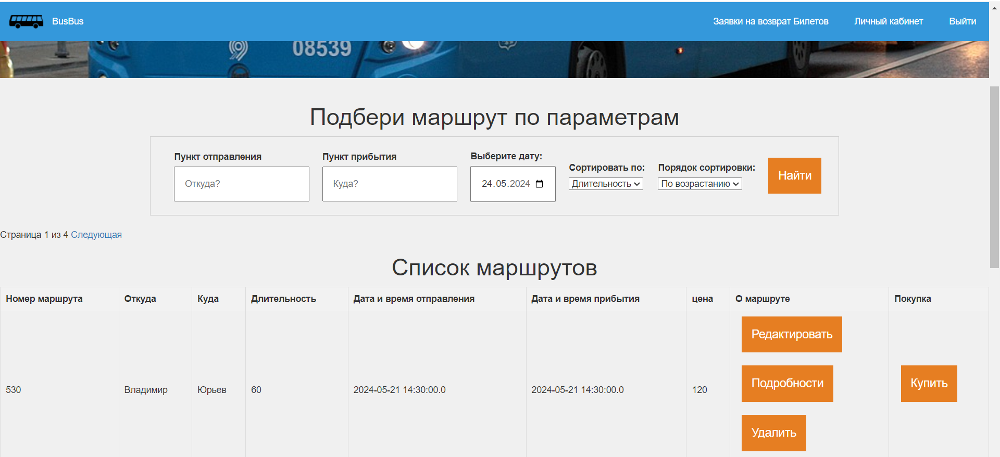 BusBus
Заявки на возврат Билетов
Личный кабинет
Выйти
08539
Подбери маршрут по параметрам
Пункт отправления
Пункт прибытия
Выберите дату:
Сортировать по:
Порядок сортировки:
Откуда?
Куда?
24.05.2024
Длительность
По возрастанию
Найти
Страница 1 из 4 Следующая
Список маршрутов
Номер маршрута Откуда Куда Длительность Дата и время отправления Дата и время прибытия цена О маршруте Покупка
Редактировать
530 Владимир Юрьев 60 2024-05-21 14:30:00.0 2024-05-21 14:30:00.0 120 Подробности Купить
Удалить